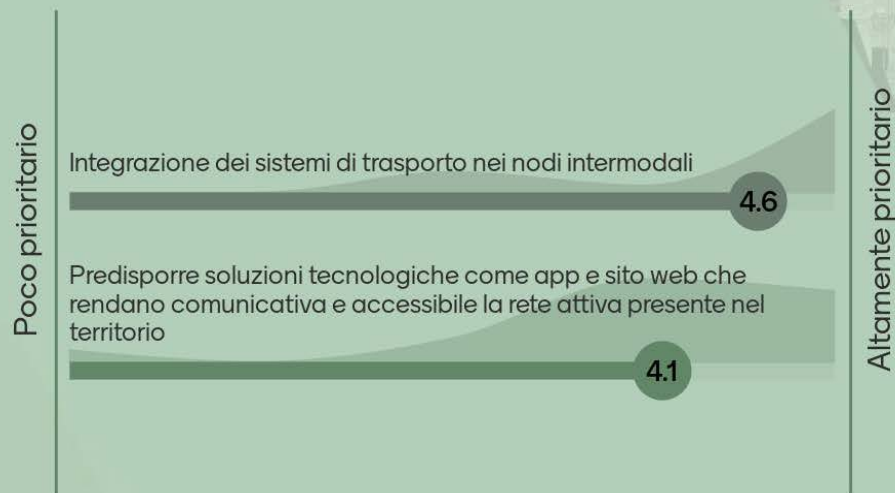 Poco prioritario
Integrazione dei sistemi di trasporto nei nodi intermodali
4.6
Predisporre soluzioni tecnologiche come app e sito web che
rendano comunicativa e accessibile la rete attiva presente nel
territorio
4.1
Altamente prioritario